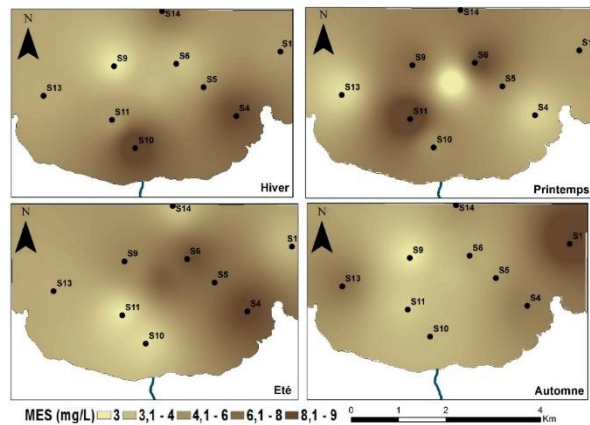 N
S14
S1
S9
S6
S5
S13
S11
S4
S10
Hiver
N
S14
S1
S9
S6
S5
S13
S11
S4
S10
Printemps
N
S14
S1
S9
S6
S5
S13
S11
S4
S10
Eté
N
S14
S1
S9
S6
S5
S13
S11
S4
S10
Automne
MES (mg/L) 3 3,1 - 4 4,1 - 6 6,1 - 8 8,1 - 9
0 1 2 4
Km